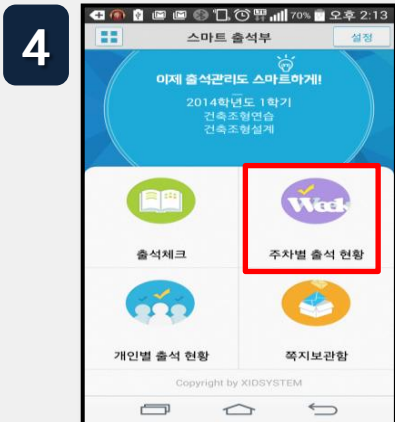 4
70% 오후 2:13
스마트 출석부
설정
이제 출석관리도 스마트하게!
2014학년도 1학기
건축조형연습
건축조형설계
Week
출석체크
주차별 출석 현황
개인별 출석 현황
쪽지보관함
Copyright by XIDSYSTEM